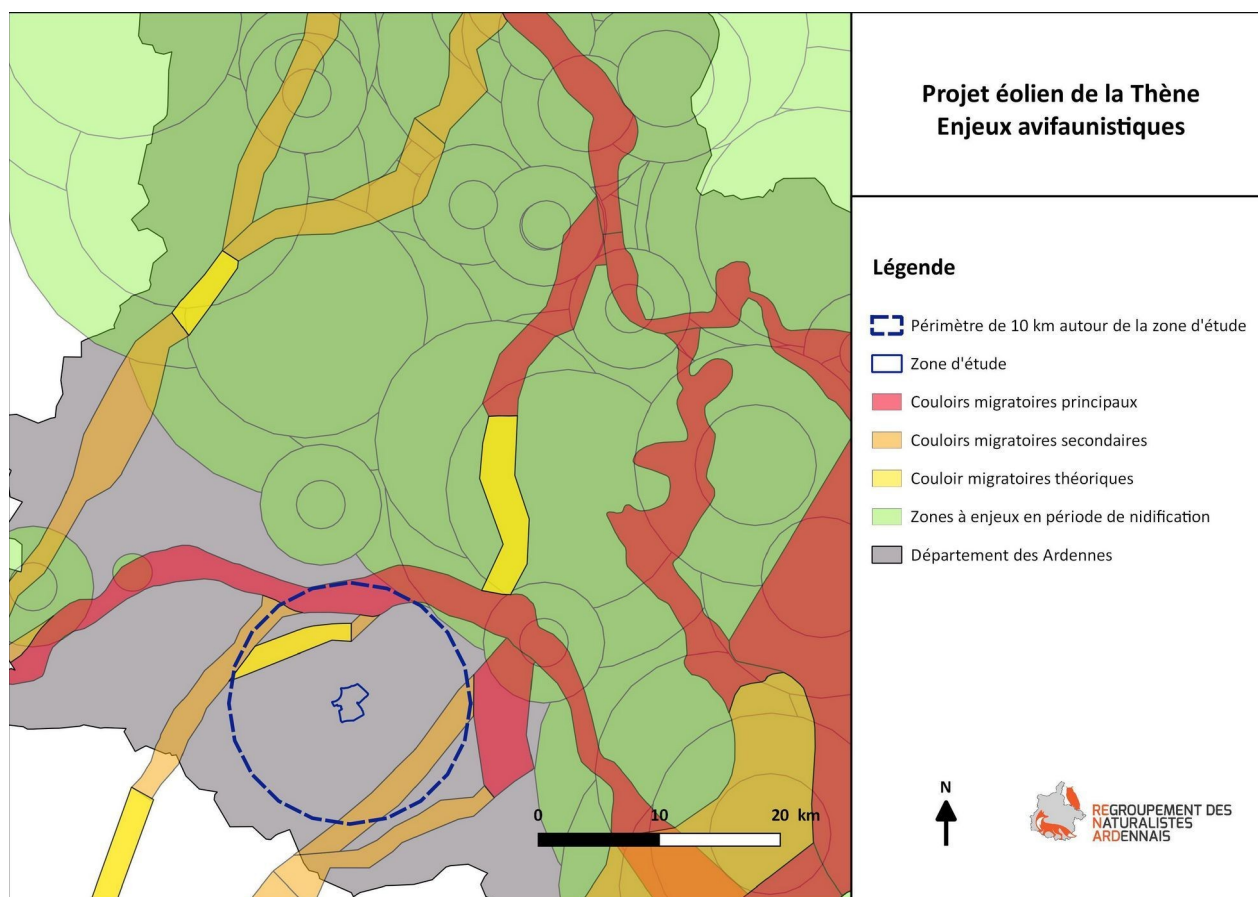 Projet éolien de la Thène
Enjeux avifaunistiques
Légende
Périmètre de 10 km autour de la zone d'étude
Zone d'étude
Couloirs migratoires principaux
Couloirs migratoires secondaires
Couloir migratoires théoriques
Zones à enjeux en période de nidification
Département des Ardennes
0 10 20 km
N
REGROUPEMENT DES
NATURALISTES
ARDENNAIS